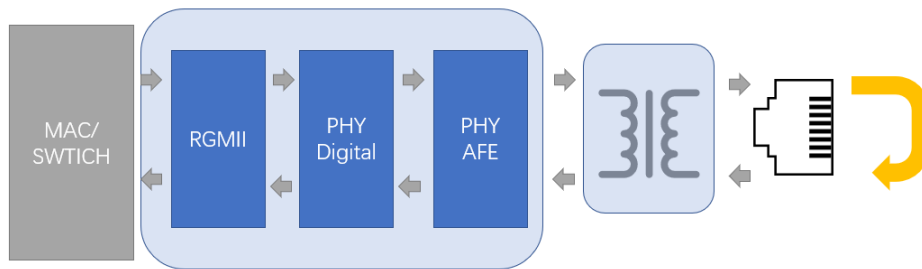 MAC/
SWTICH
RGMII
PHY
Digital
PHY
AFE